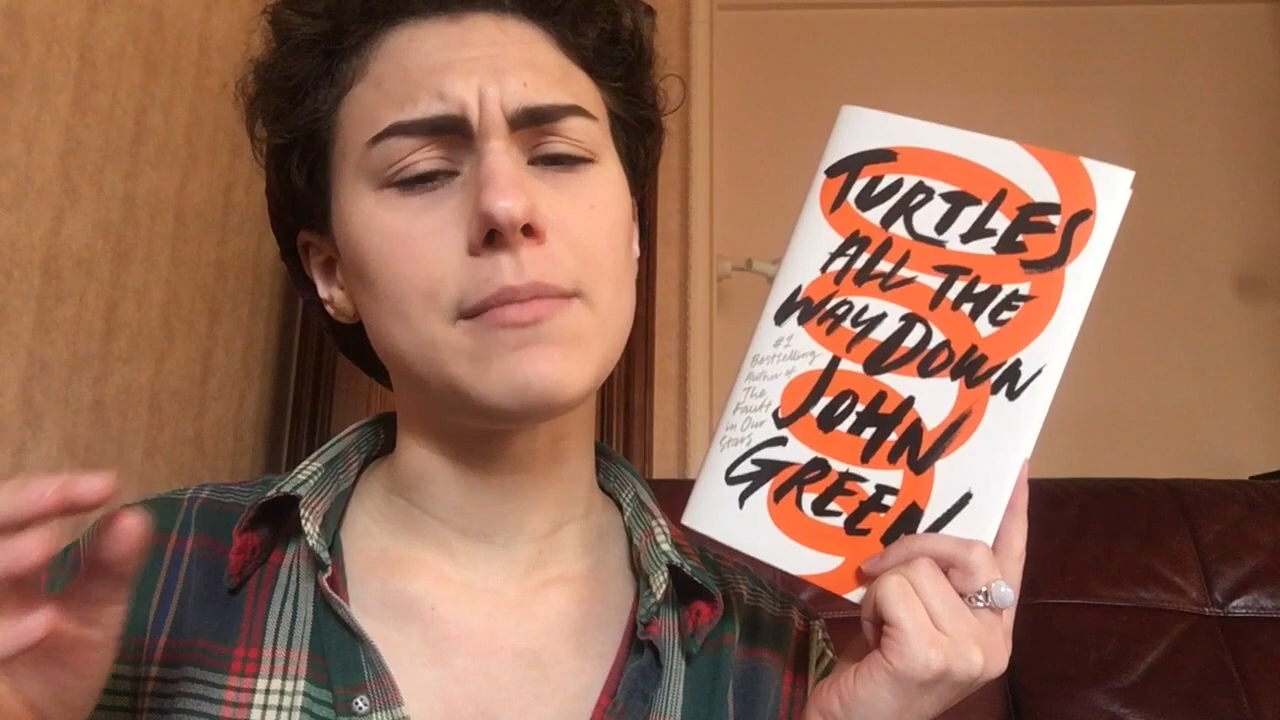 TURTLES
ALL THE
WAY DOWN
#1
Bestselling
Author of
The
Fault
in Our
Stars
JOHN
GREEN